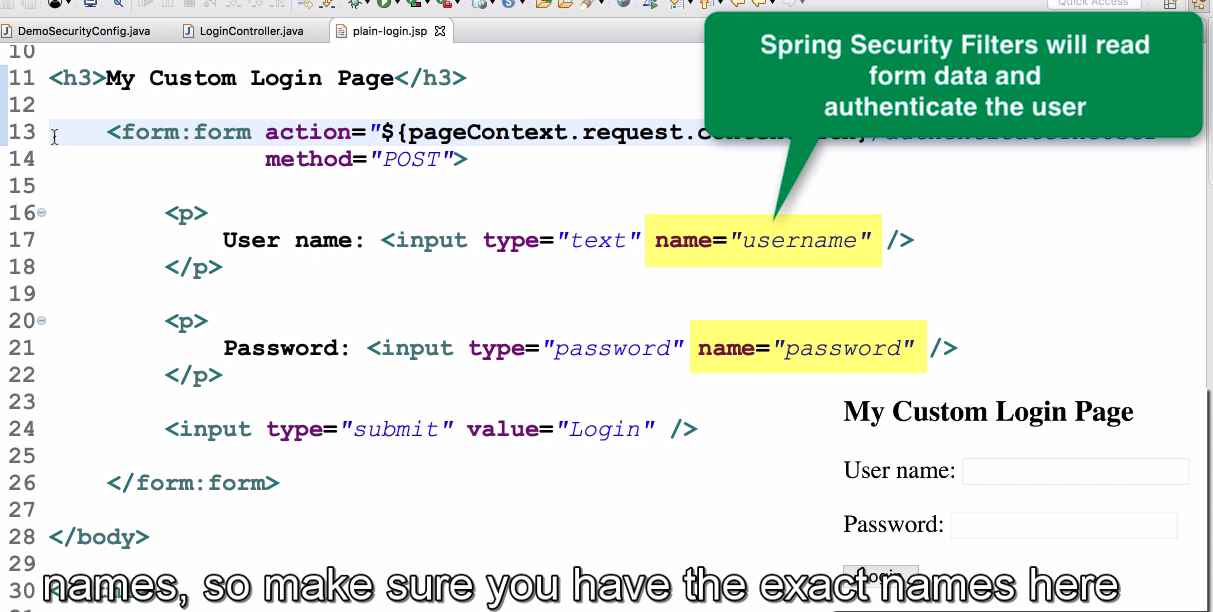 Quick Access
DemoSecurityConfig.java
LoginController.java
plain-login.jsp
Spring Security Filters will read
form data and
authenticate the user
10
11 <h3>My Custom Login Page</h3>
12
13 <form:form action="${pageContext.request.
14 method="POST">
15
16 <p>
17 User name: <input type="text" name="username" />
18 </p>
19
20 <p>
21 Password: <input type="password" name="password" />
22 </p>
23
24 <input type="submit" value="Login" />
25
26 </form:form>
27
28 </body>
29
30
My Custom Login Page
User name:
Password:
Login
names, so make sure you have the exact names here